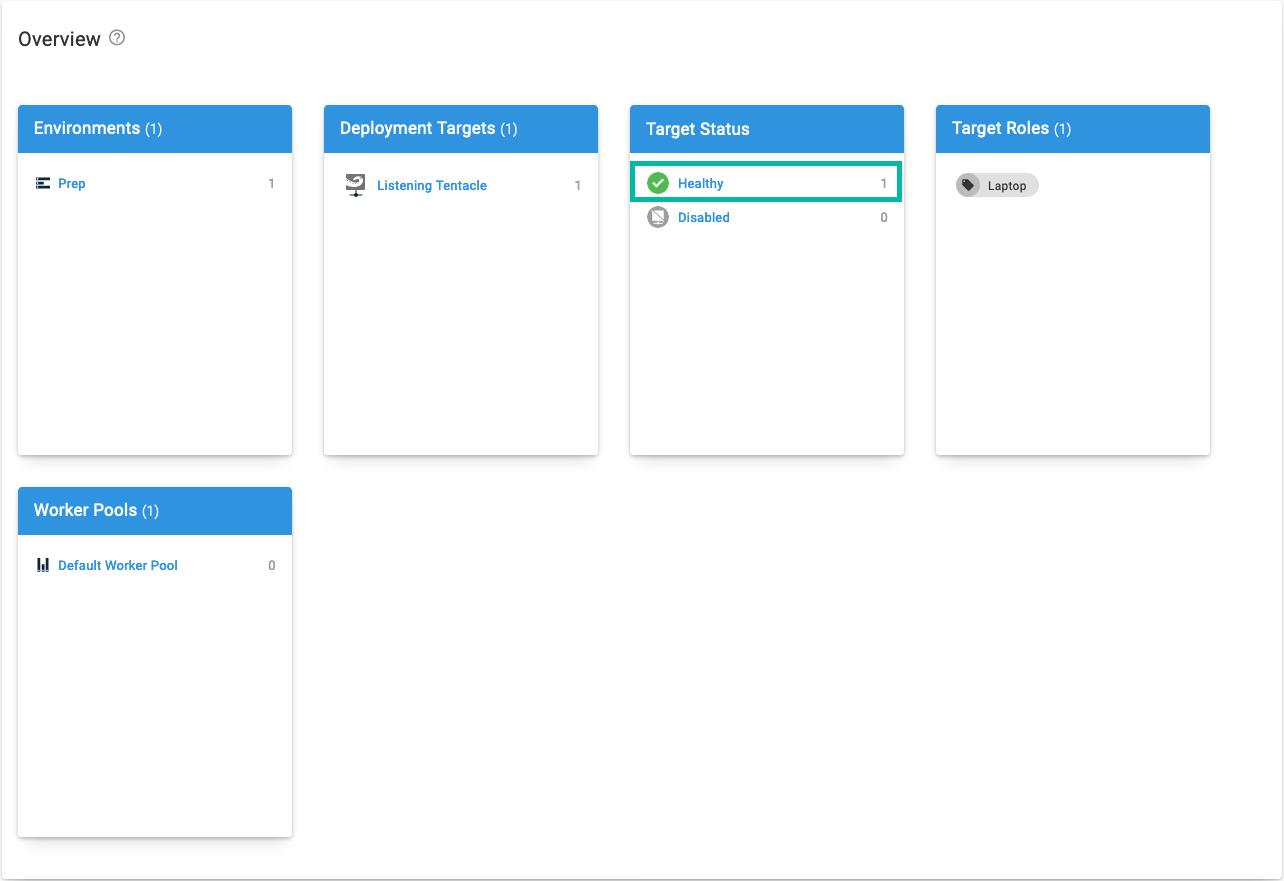 Overview ?
Environments (1)
Prep 1
Deployment Targets (1)
Listening Tentacle 1
Target Status
Healthy 1
Disabled 0
Target Roles (1)
Laptop
Worker Pools (1)
Default Worker Pool 0